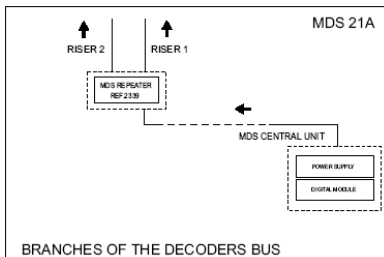 MDS 21A
RISER 2
RISER 1
MDS REPEATER
REF.2339
MDS CENTRAL UNIT
POWER SUPPLY
DIGITAL MODULE
BRANCHES OF THE DECODERS BUS